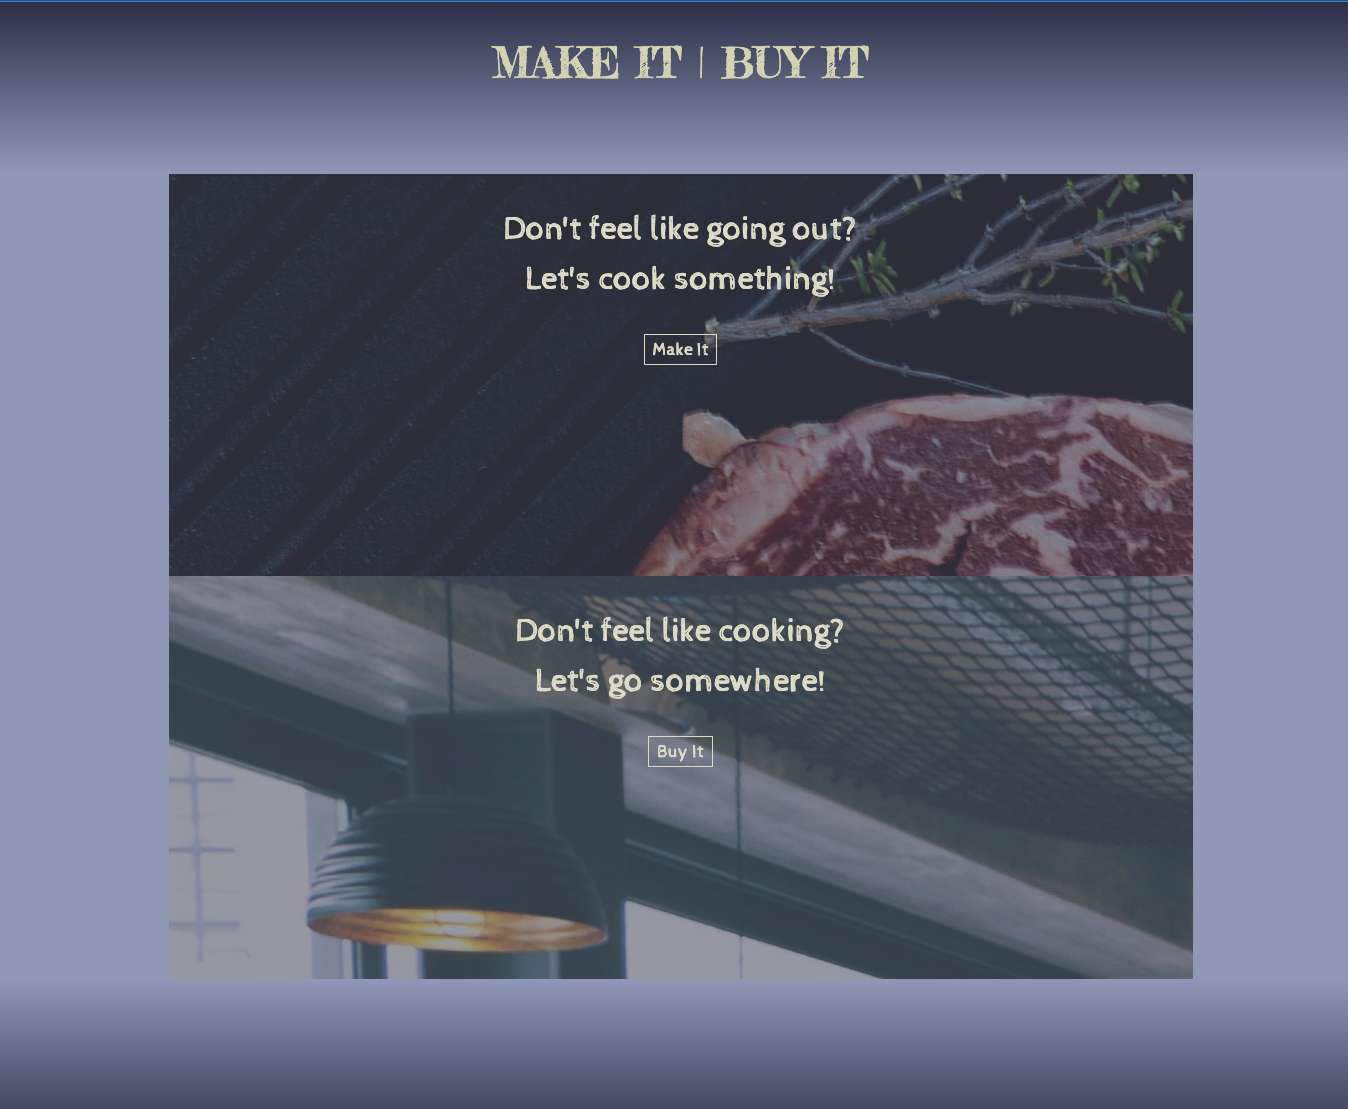 MAKE IT | BUY IT
Don't feel like going out?
Let's cook something!
Make It
Don't feel like cooking?
Let's go somewhere!
Buy It